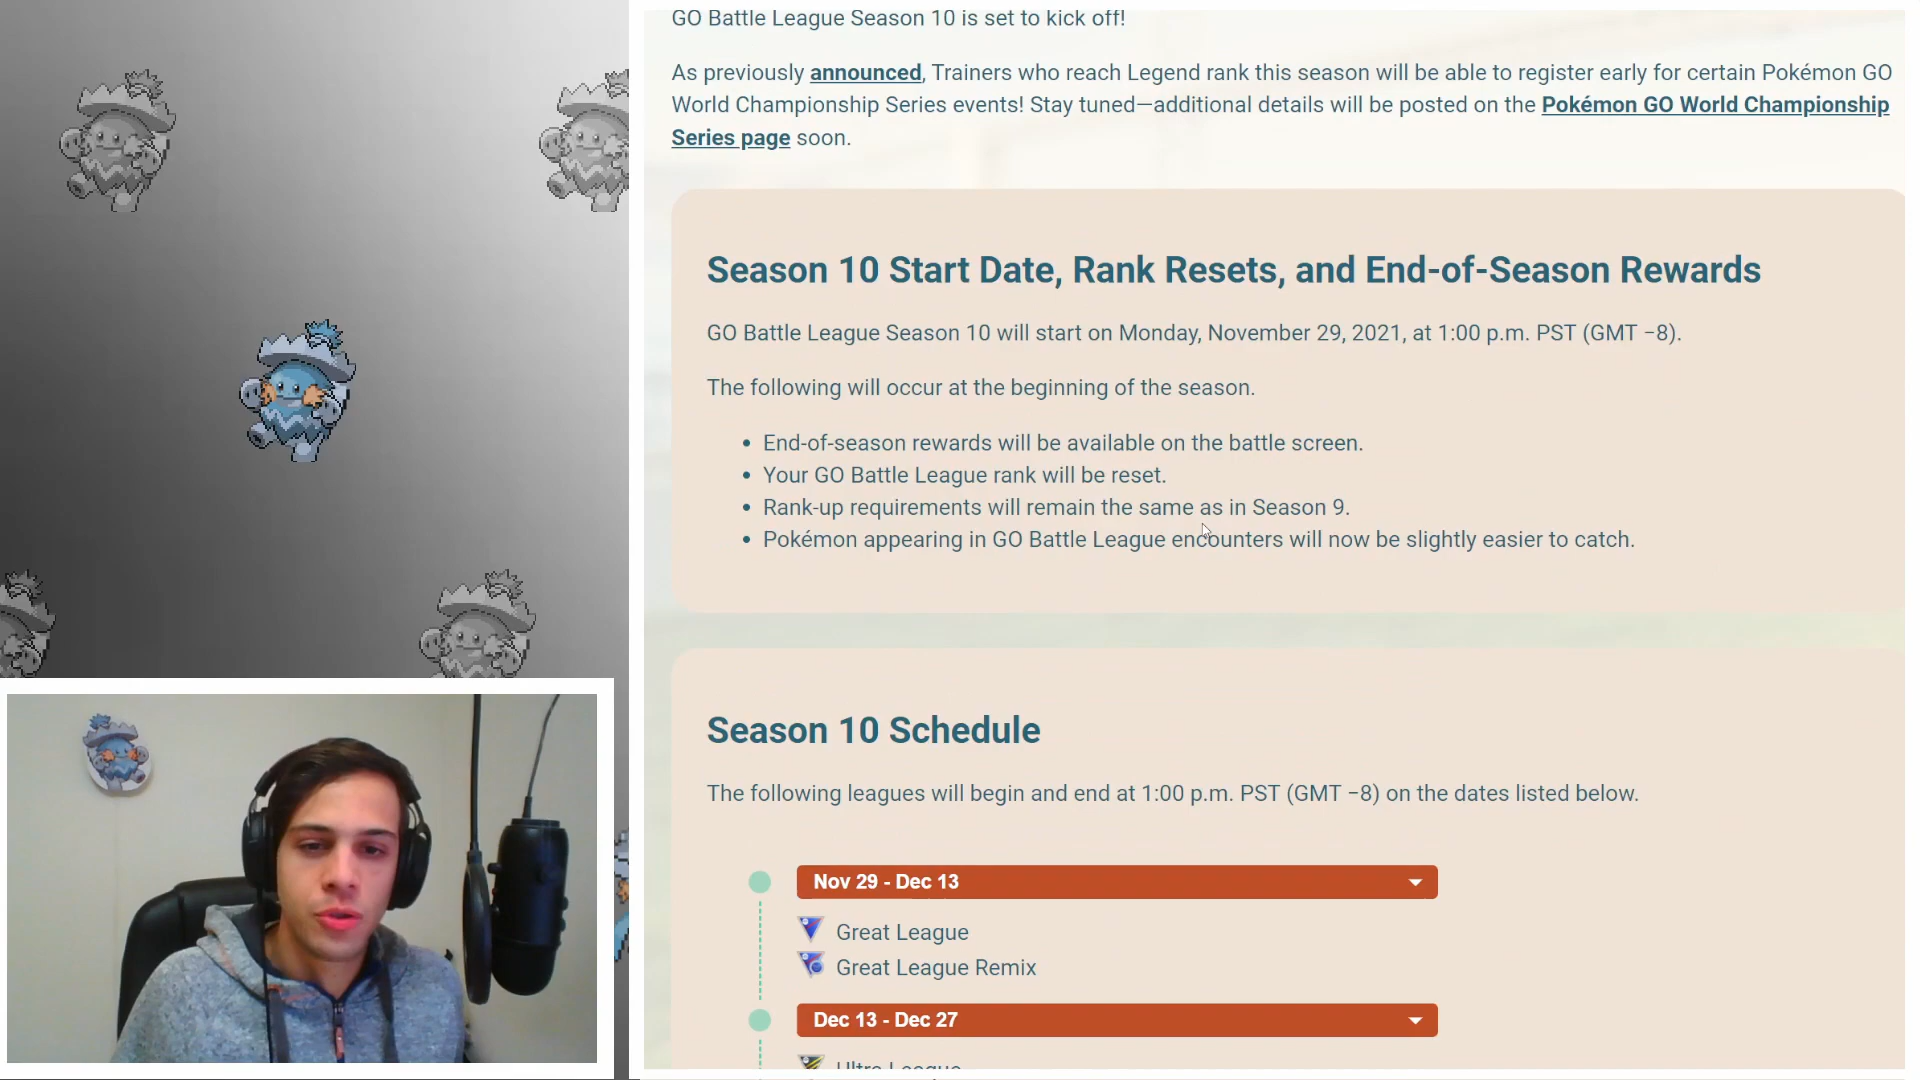 GO Battle League Season 10 is set to kick off!
As previously announced, Trainers who reach Legend rank this season will be able to register early for certain Pokémon GO
World Championship Series events! Stay tuned—additional details will be posted on the Pokémon GO World Championship
Series page soon.
Season 10 Start Date, Rank Resets, and End-of-Season Rewards
GO Battle League Season 10 will start on Monday, November 29, 2021, at 1:00 p.m. PST (GMT −8).
The following will occur at the beginning of the season.
• End-of-season rewards will be available on the battle screen.
• Your GO Battle League rank will be reset.
• Rank-up requirements will remain the same as in Season 9.
• Pokémon appearing in GO Battle League encounters will now be slightly easier to catch.
Season 10 Schedule
The following leagues will begin and end at 1:00 p.m. PST (GMT −8) on the dates listed below.
Nov 29 - Dec 13
Great League
Great League Remix
Dec 13 - Dec 27
Ultra League